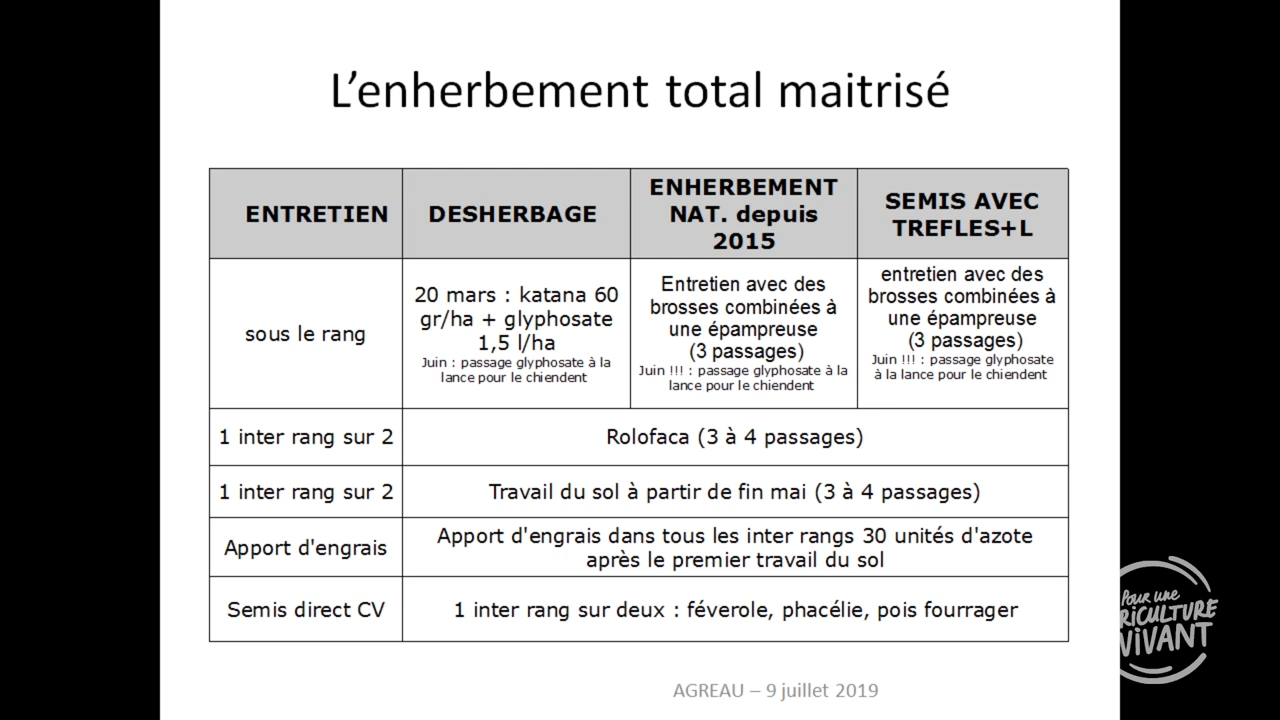 L’enherbement total maitrisé
ENTRETIEN
DESHERBAGE
ENHERBEMENT
NAT. depuis
2015
SEMIS AVEC
TREFLES+L
sous le rang
20 mars : katana 60
gr/ha + glyphosate
1,5 l/ha
Juin : passage glyphosate à la
lance pour le chiendent
Entretien avec des
brosses combinées à
une épampreuse
(3 passages)
Juin !!! : passage glyphosate à la
lance pour le chiendent
entretien avec des
brosses combinées à
une épampreuse
(3 passages)
Juin !!! : passage glyphosate
à la lance pour le chiendent
1 inter rang sur 2
Rolofaca (3 à 4 passages)
1 inter rang sur 2
Travail du sol à partir de fin mai (3 à 4 passages)
Apport d'engrais
Apport d'engrais dans tous les inter rangs 30 unités d'azote
après le premier travail du sol
Semis direct CV
1 inter rang sur deux : féverole, phacélie, pois fourrager
AGREAU – 9 juillet 2019
Pour une
RICULTURE
VIVANT